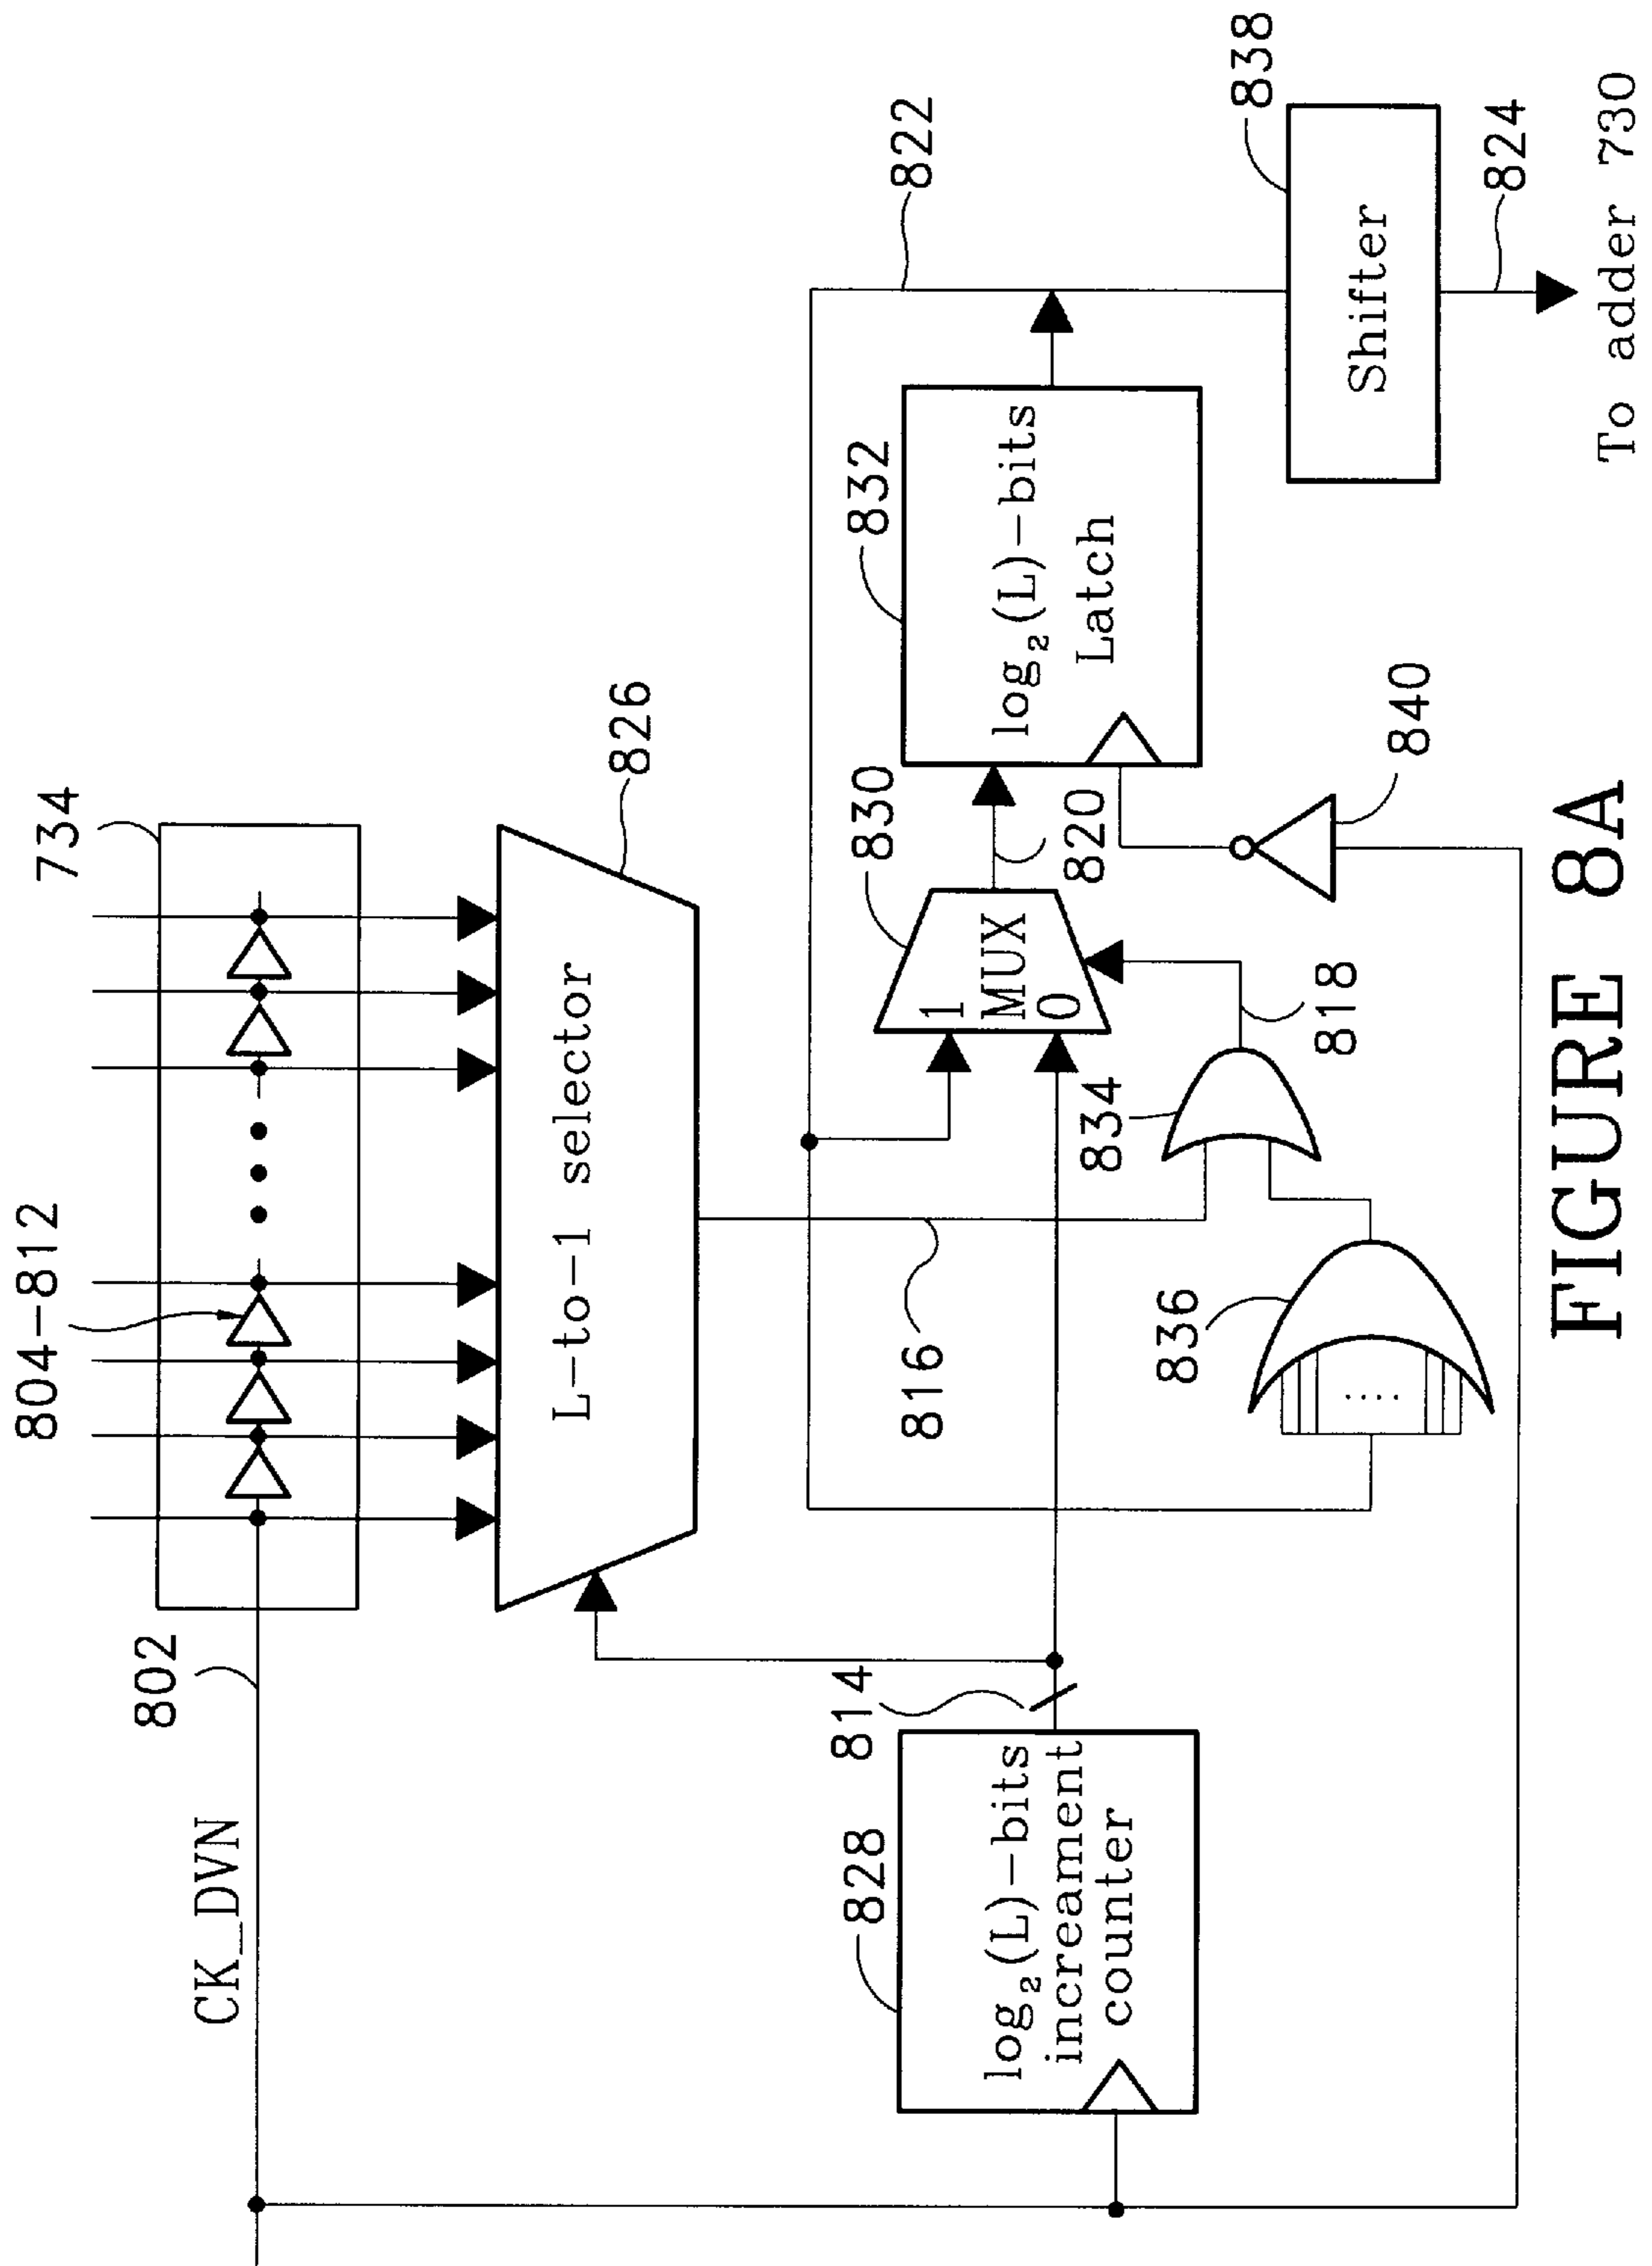 804-812
734
802
CK_DVN
L-to-1 selector
826
822
828
log₂(L)-bits
increament
counter
814
816
830
1
MUX
0
820
832
log₂(L)-bits
Latch
834
818
836
840
838
Shifter
824
To adder 730
FIGURE 8A